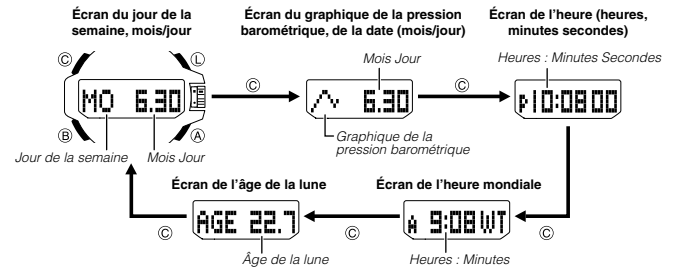 Écran du jour de la
semaine, mois/jour
Écran du graphique de la pression
barométrique, de la date (mois/jour)
Écran de l'heure (heures,
minutes secondes)
Ⓒ Ⓛ
Mois Jour
Heures : Minutes Secondes
MO 6.30
Ⓒ
6.30
Ⓒ
P10:08 00
Ⓑ Ⓐ
Jour de la semaine Mois Jour
Graphique de la
pression barométrique
Écran de l'âge de la lune
Écran de l'heure mondiale
AGE 22.7
A 9:08 WT
Ⓒ Ⓒ Ⓒ
Âge de la lune
Heures : Minutes